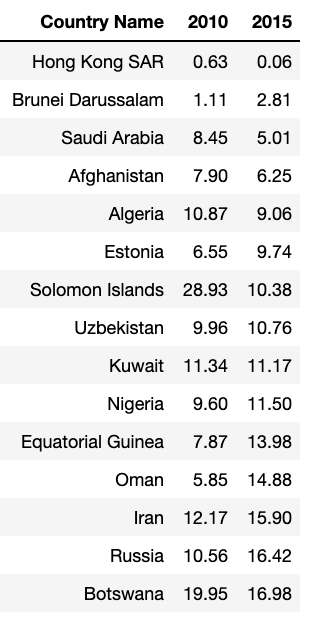 Country Name 2010 2015
Hong Kong SAR 0.63 0.06
Brunei Darussalam 1.11 2.81
Saudi Arabia 8.45 5.01
Afghanistan 7.90 6.25
Algeria 10.87 9.06
Estonia 6.55 9.74
Solomon Islands 28.93 10.38
Uzbekistan 9.96 10.76
Kuwait 11.34 11.17
Nigeria 9.60 11.50
Equatorial Guinea 7.87 13.98
Oman 5.85 14.88
Iran 12.17 15.90
Russia 10.56 16.42
Botswana 19.95 16.98